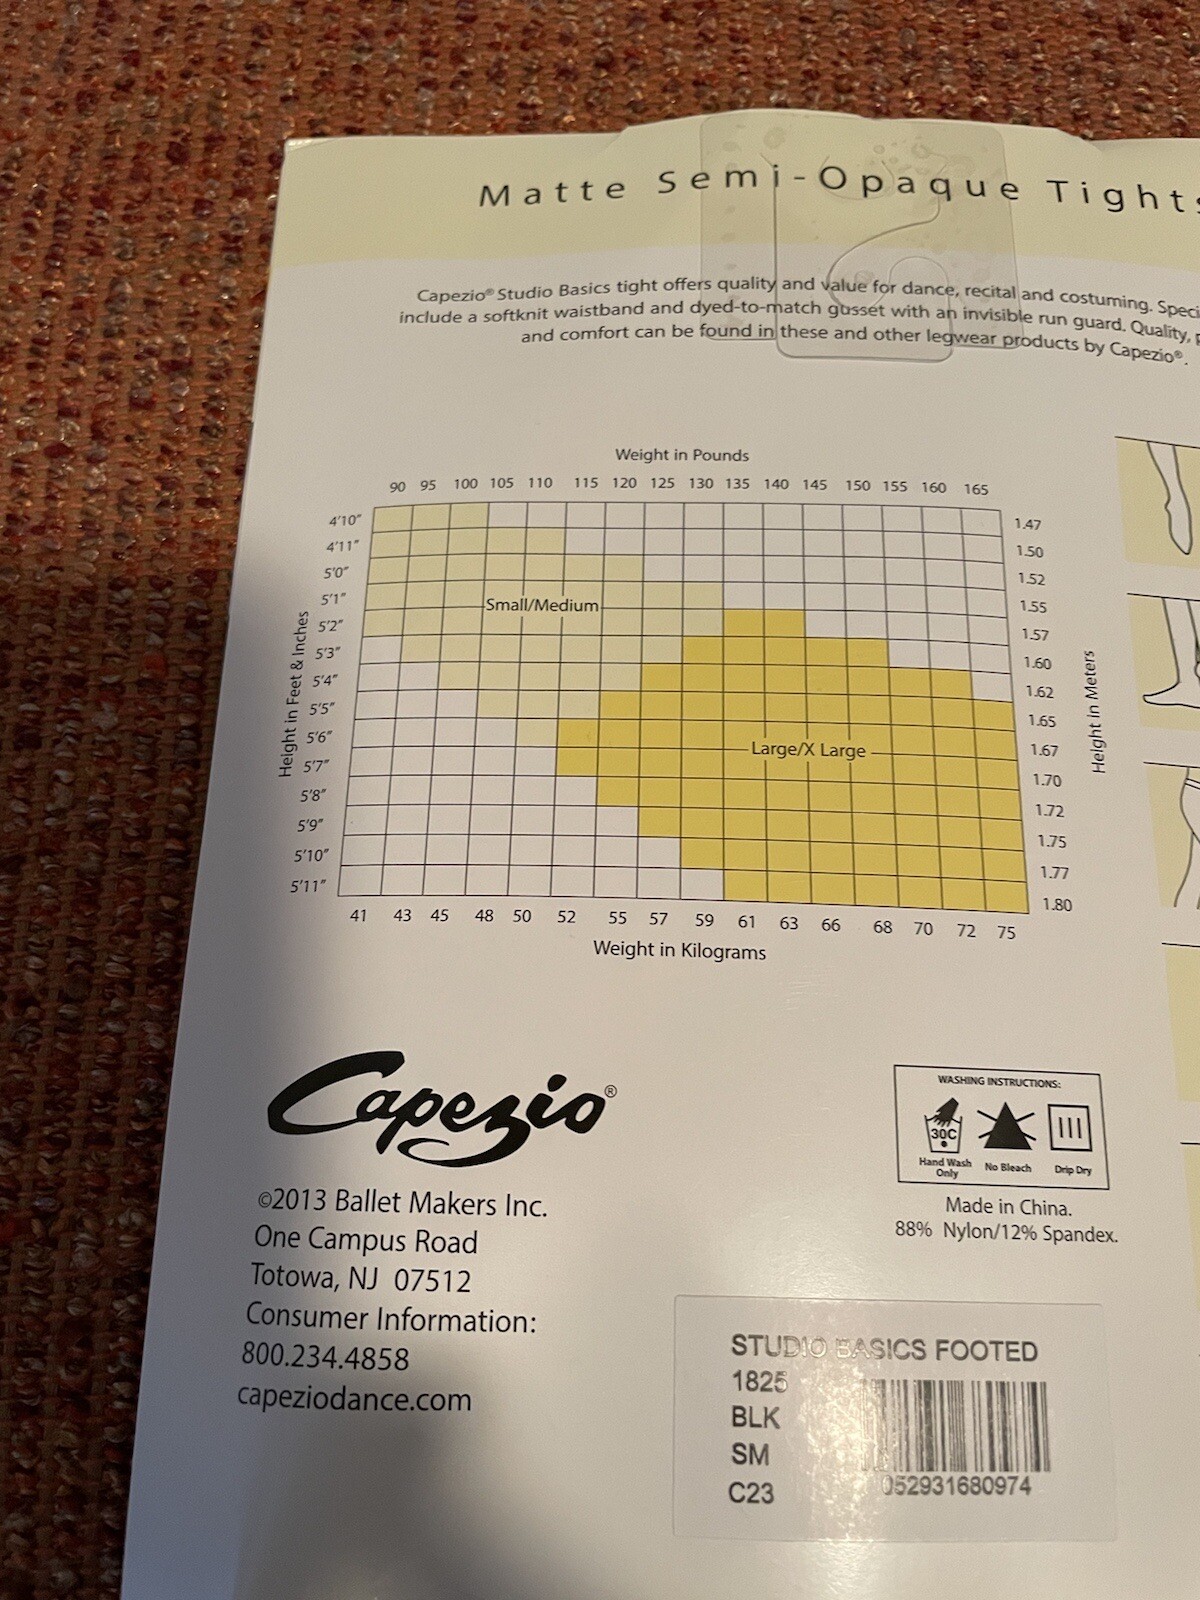 Matte Semi-Opaque Tights
Capezio® Studio Basics tight offers quality and value for dance, recital and costuming.
include a softknit waistband and dyed-to-match gusset with an invisible run guard. Quality,
and comfort can be found in these and other legwear products by Capezio®.
Weight in Pounds
90 95 100 105 110 115 120 125 130 135 140 145 150 155 160 165
4'10" 1.47
4'11" 1.50
5'0" 1.52
5'1" 1.55
Small/Medium
5'2" 1.57
5'3" 1.60
5'4" 1.62
5'5" 1.65
5'6" 1.67
Large/X Large
5'7" 1.70
5'8" 1.72
5'9" 1.75
5'10" 1.77
5'11" 1.80
Height in Feet & Inches
Height in Meters
41 43 45 48 50 52 55 57 59 61 63 66 68 70 72 75
Weight in Kilograms
Capezio®
©2013 Ballet Makers Inc.
One Campus Road
Totowa, NJ 07512
Consumer Information:
800.234.4858
capeziodance.com
WASHING INSTRUCTIONS:
30C
Hand Wash
Only
No Bleach
Drip Dry
Made in China.
88% Nylon/12% Spandex.
STUDIO BASICS FOOTED
1825
BLK
SM
C23
052931680974